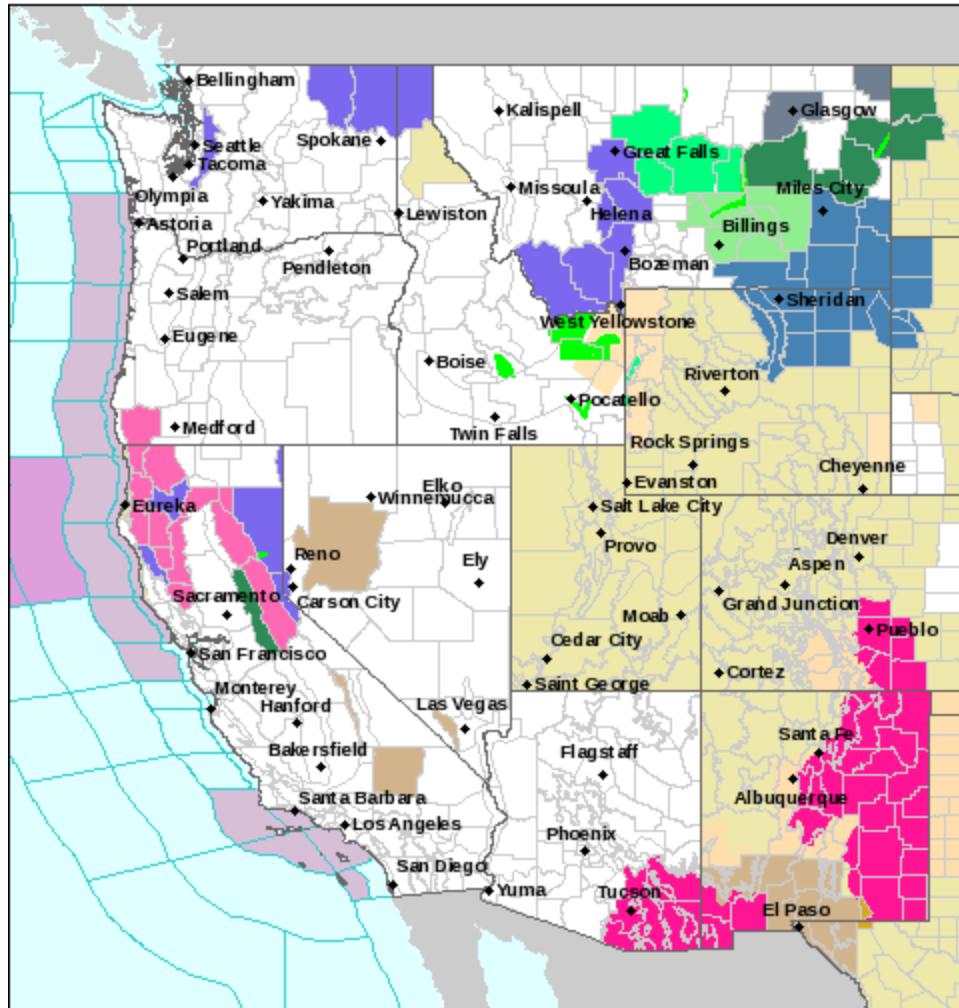 Bellingham
Kalispell
Glasgow
Seattle
Spokane
Great Falls
Tacoma
Olympia
Missoula
Miles City
Yakima
Lewiston
Helena
Astoria
Billings
Portland
Pendleton
Bozeman
Salem
Sheridan
West Yellowstone
Eugene
Boise
Riverton
Pocatello
Medford
Twin Falls
Rock Springs
Cheyenne
Elko
Evanston
Winnemucca
Eureka
Salt Lake City
Provo
Denver
Reno
Ely
Aspen
Sacramento
Carson City
Grand Junction
Moab
Pueblo
Cedar City
San Francisco
Cortez
Saint George
Monterey
Hanford
Las Vegas
Santa Fe
Bakersfield
Flagstaff
Albuquerque
Santa Barbara
Los Angeles
Phoenix
San Diego
Yuma
Tucson
El Paso